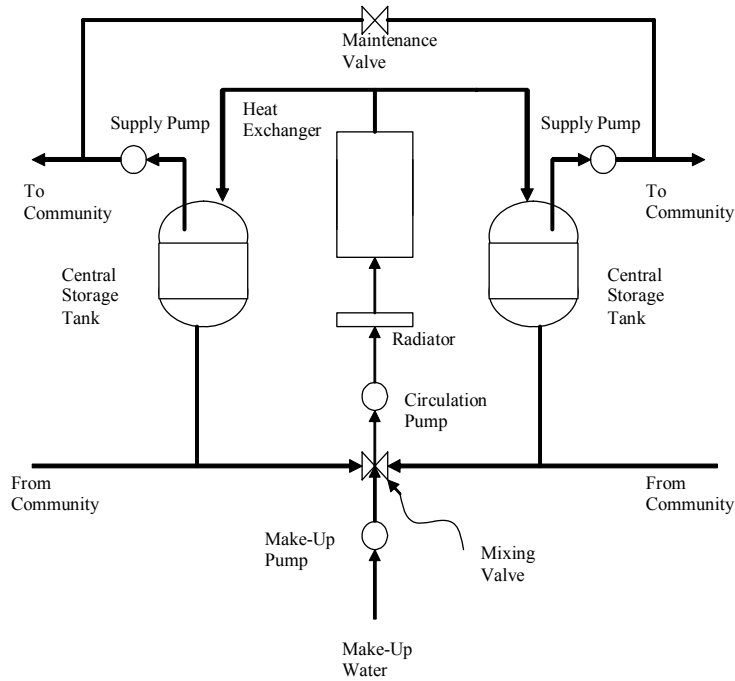 Maintenance
Valve
Heat
Exchanger
Supply Pump
Supply Pump
To
Community
To
Community
Central
Storage
Tank
Central
Storage
Tank
Radiator
Circulation
Pump
From
Community
From
Community
Make-Up
Pump
Mixing
Valve
Make-Up
Water